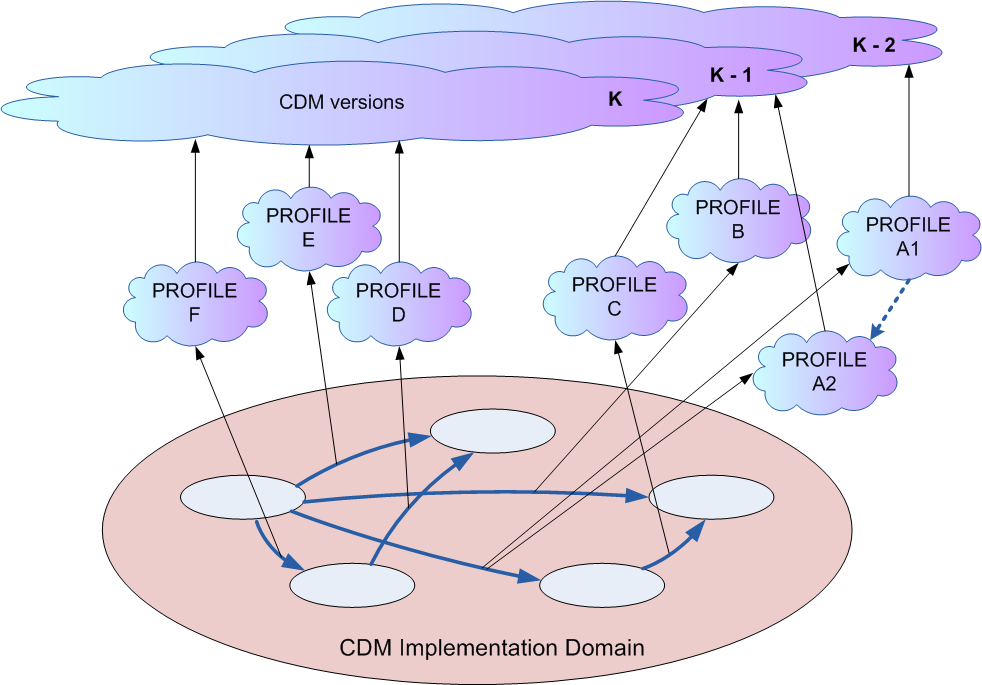 K - 2
K - 1
CDM versions
K
PROFILE
E
PROFILE
B
PROFILE
A1
PROFILE
F
PROFILE
D
PROFILE
C
PROFILE
A2
CDM Implementation Domain